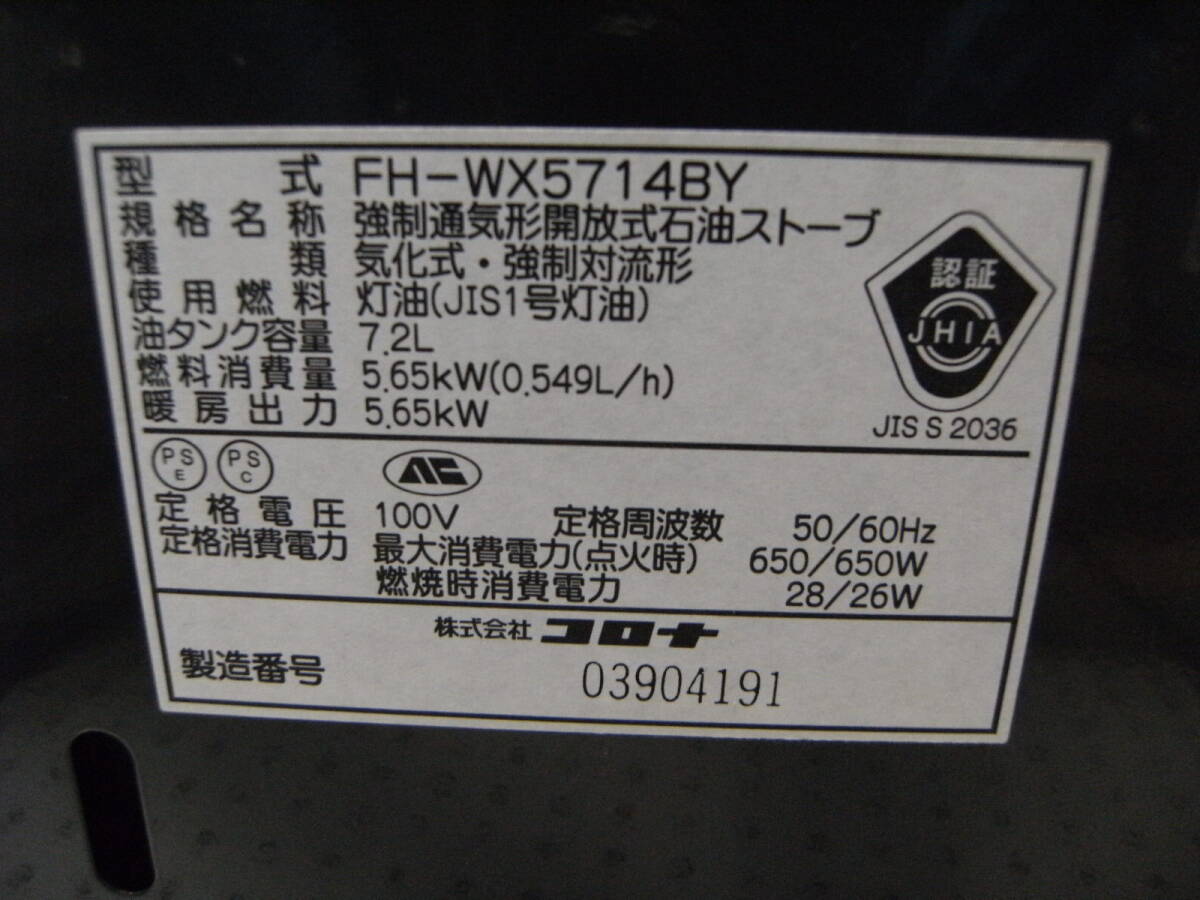 型式 FH-WX5714BY
規格名称 強制通気形開放式石油ストーブ
種類 気化式・強制対流形
使用燃料 灯油(JIS1号灯油)
油タンク容量 7.2L
燃料消費量 5.65kW(0.549L/h)
暖房出力 5.65kW
認証
JHIA
JIS S 2036
PSE PSC
定格電圧 100V 定格周波数 50/60Hz
定格消費電力 最大消費電力(点火時) 650/650W
燃焼時消費電力 28/26W
株式会社 コロナ
製造番号 03904191